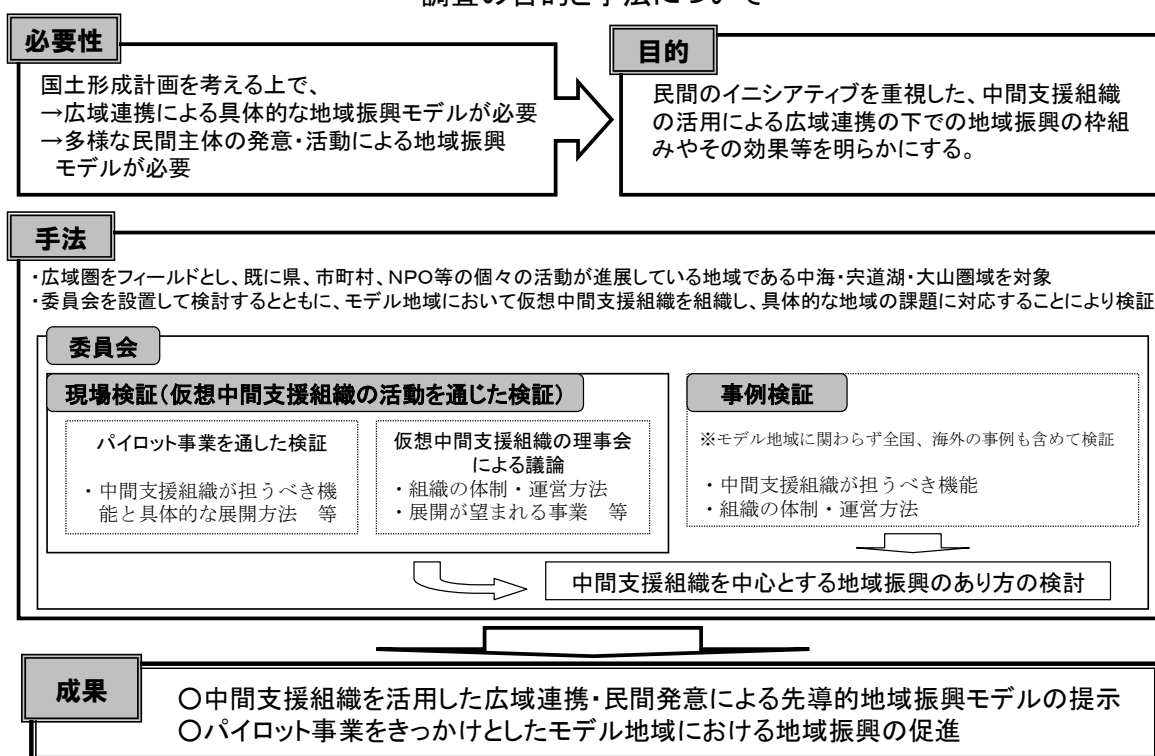 調査の目的と手法について
必要性
国土形成計画を考える上で、
→広域連携による具体的な地域振興モデルが必要
→多様な民間主体の発意・活動による地域振興
モデルが必要
目的
民間のイニシアティブを重視した、中間支援組織
の活用による広域連携の下での地域振興の枠組
みやその効果等を明らかにする。
手法
・広域圏をフィールドとし、既に県、市町村、NPO等の個々の活動が進展している地域である中海・宍道湖・大山圏域を対象
・委員会を設置して検討するとともに、モデル地域において仮想中間支援組織を組織し、具体的な地域の課題に対応することにより検証
委員会
現場検証(仮想中間支援組織の活動を通じた検証)
パイロット事業を通した検証
・中間支援組織が担うべき機
能と具体的な展開方法 等
仮想中間支援組織の理事会
による議論
・組織の体制・運営方法
・展開が望まれる事業 等
事例検証
※モデル地域に関わらず全国、海外の事例も含めて検証
・中間支援組織が担うべき機能
・組織の体制・運営方法
中間支援組織を中心とする地域振興のあり方の検討
成果
○中間支援組織を活用した広域連携・民間発意による先導的地域振興モデルの提示
○パイロット事業をきっかけとしたモデル地域における地域振興の促進